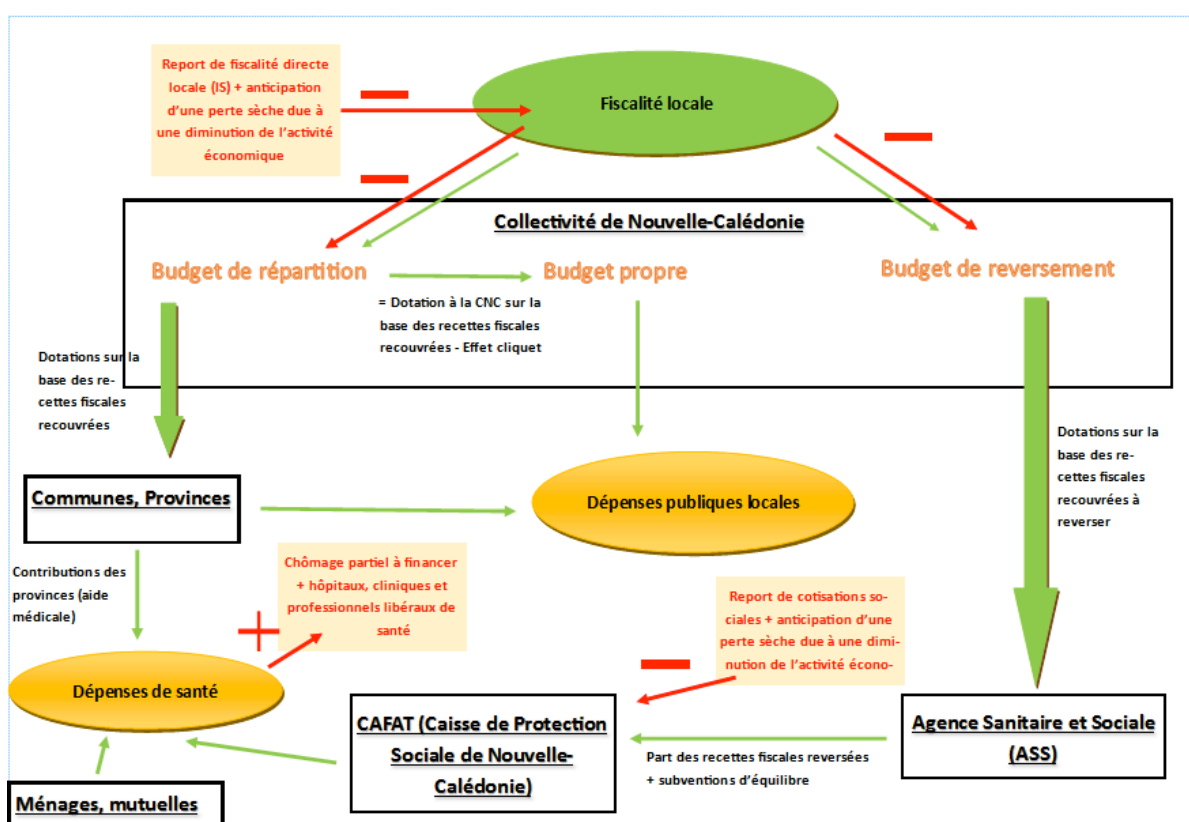 Report de fiscalité directe
locale (IS) + anticipation
d'une perte sèche due à
une diminution de l'activité
économique
Fiscalité locale
Collectivité de Nouvelle-Calédonie
Budget de répartition
Budget propre
Budget de reversement
= Dotation à la CNC sur la
base des recettes fiscales
recouvrées - Effet cliquet
Dotations sur la
base des re-
cettes fiscales
recouvrées
Dotations sur la
base des re-
cettes fiscales
recouvrées à
reverser
Communes, Provinces
Dépenses publiques locales
Contributions des
provinces (aide
médicale)
Chômage partiel à financer
+ hôpitaux, cliniques et
professionnels libéraux de
santé
Report de cotisations so-
ciales + anticipation d'une
perte sèche due à une dimi-
nution de l'activité écono-
Dépenses de santé
CAFAT (Caisse de Protection
Sociale de Nouvelle-
Calédonie)
Part des recettes fiscales reversées
+ subventions d'équilibre
Agence Sanitaire et Sociale
(ASS)
Ménages, mutuelles